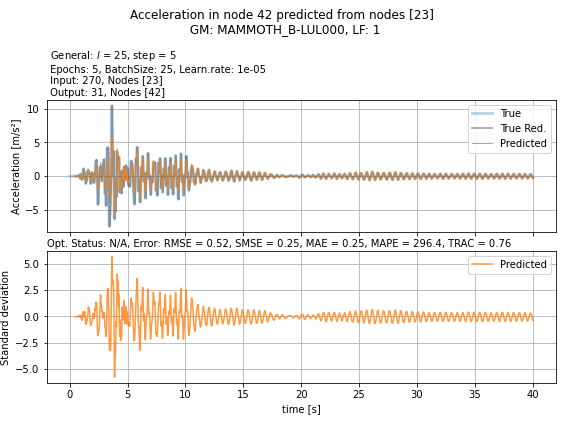 Acceleration in node 42 predicted from nodes [23]
GM: MAMMOTH_B-LUL000, LF: 1
General: l = 25, step = 5
Epochs: 5, BatchSize: 25, Learn.rate: 1e-05
Input: 270, Nodes [23]
Output: 31, Nodes [42]
Acceleration [m/s²]
10
5
0
−5
True
True Red.
Predicted
Opt. Status: N/A, Error: RMSE = 0.52, SMSE = 0.25, MAE = 0.25, MAPE = 296.4, TRAC = 0.76
Standard deviation
5.0
2.5
0.0
−2.5
−5.0
Predicted
0 5 10 15 20 25 30 35 40
time [s]